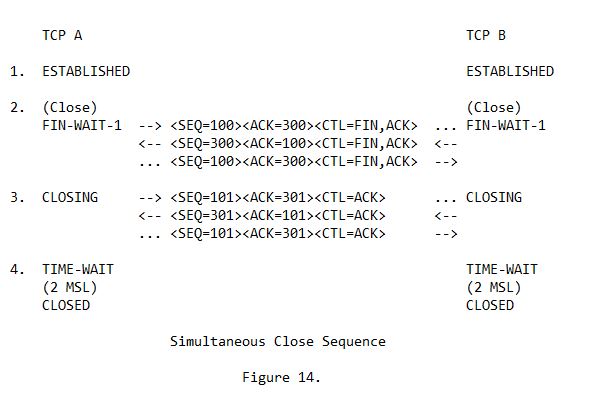 TCP A                                                TCP B
1.  ESTABLISHED                                          ESTABLISHED
2.  (Close)                                              (Close)
    FIN-WAIT-1  --> <SEQ=100><ACK=300><CTL=FIN,ACK>  ... FIN-WAIT-1
                <-- <SEQ=300><ACK=100><CTL=FIN,ACK>  <--
                ... <SEQ=100><ACK=300><CTL=FIN,ACK>  -->
3.  CLOSING     --> <SEQ=101><ACK=301><CTL=ACK>      ... CLOSING
                <-- <SEQ=301><ACK=101><CTL=ACK>      <--
                ... <SEQ=101><ACK=301><CTL=ACK>      -->
4.  TIME-WAIT                                            TIME-WAIT
    (2 MSL)                                              (2 MSL)
    CLOSED                                               CLOSED
Simultaneous Close Sequence
Figure 14.